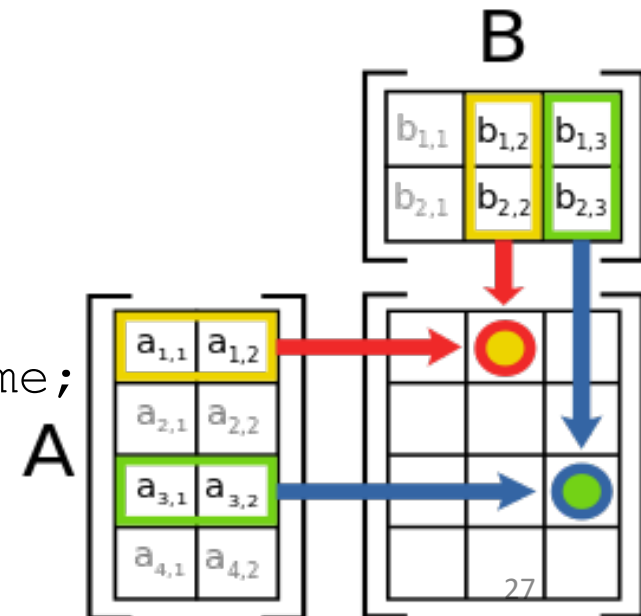 B
b1,1 b1,2 b1,3
b2,1 b2,2 b2,3
me;
A
a1,1 a1,2
a2,1 a2,2
a3,1 a3,2
a4,1 a4,2
27